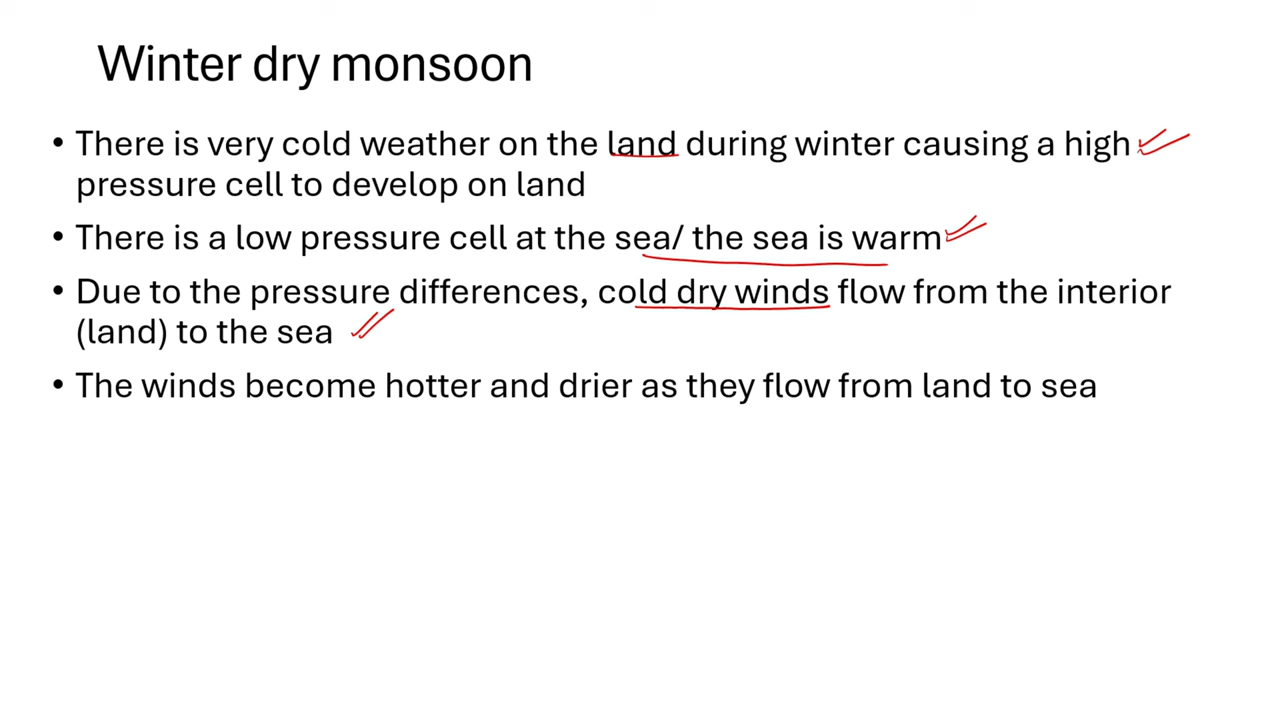 Winter dry monsoon
• There is very cold weather on the land during winter causing a high
pressure cell to develop on land
• There is a low pressure cell at the sea/ the sea is warm
• Due to the pressure differences, cold dry winds flow from the interior
(land) to the sea
• The winds become hotter and drier as they flow from land to sea